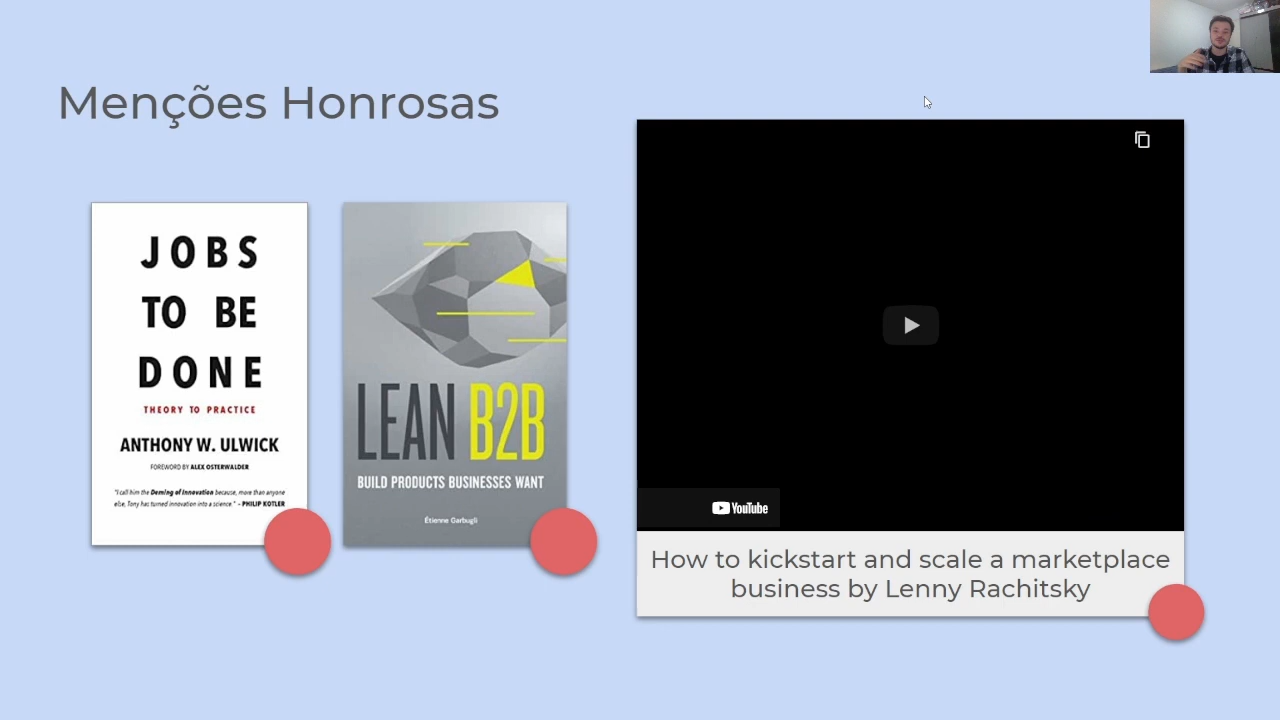 Menções Honrosas
JOBS
TO BE
DONE
THEORY TO PRACTICE
ANTHONY W. ULWICK
FOREWORD BY ALEX OSTERWALDER
"I call him the Deming of Innovation because, more than anyone
else, Tony has turned innovation into a science." - PHILIP KOTLER
LEAN B2B
BUILD PRODUCTS BUSINESSES WANT
Étienne Garbugli
YouTube
How to kickstart and scale a marketplace
business by Lenny Rachitsky